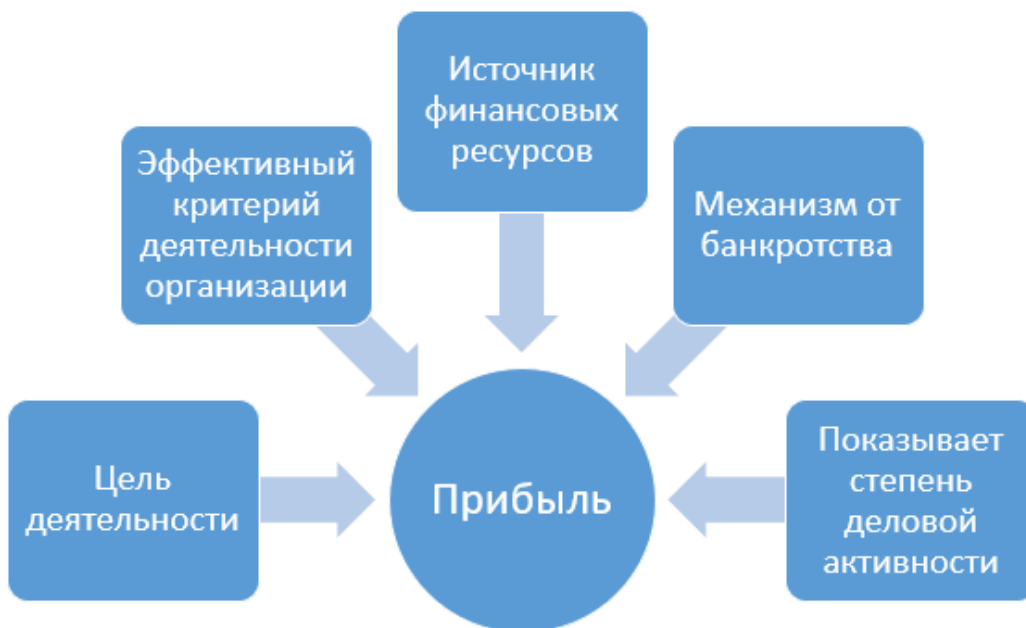 Источник
финансовых
ресурсов
Эффективный
критерий
деятельности
организации
Механизм от
банкротства
Цель
деятельности
Прибыль
Показывает
степень
деловой
активности